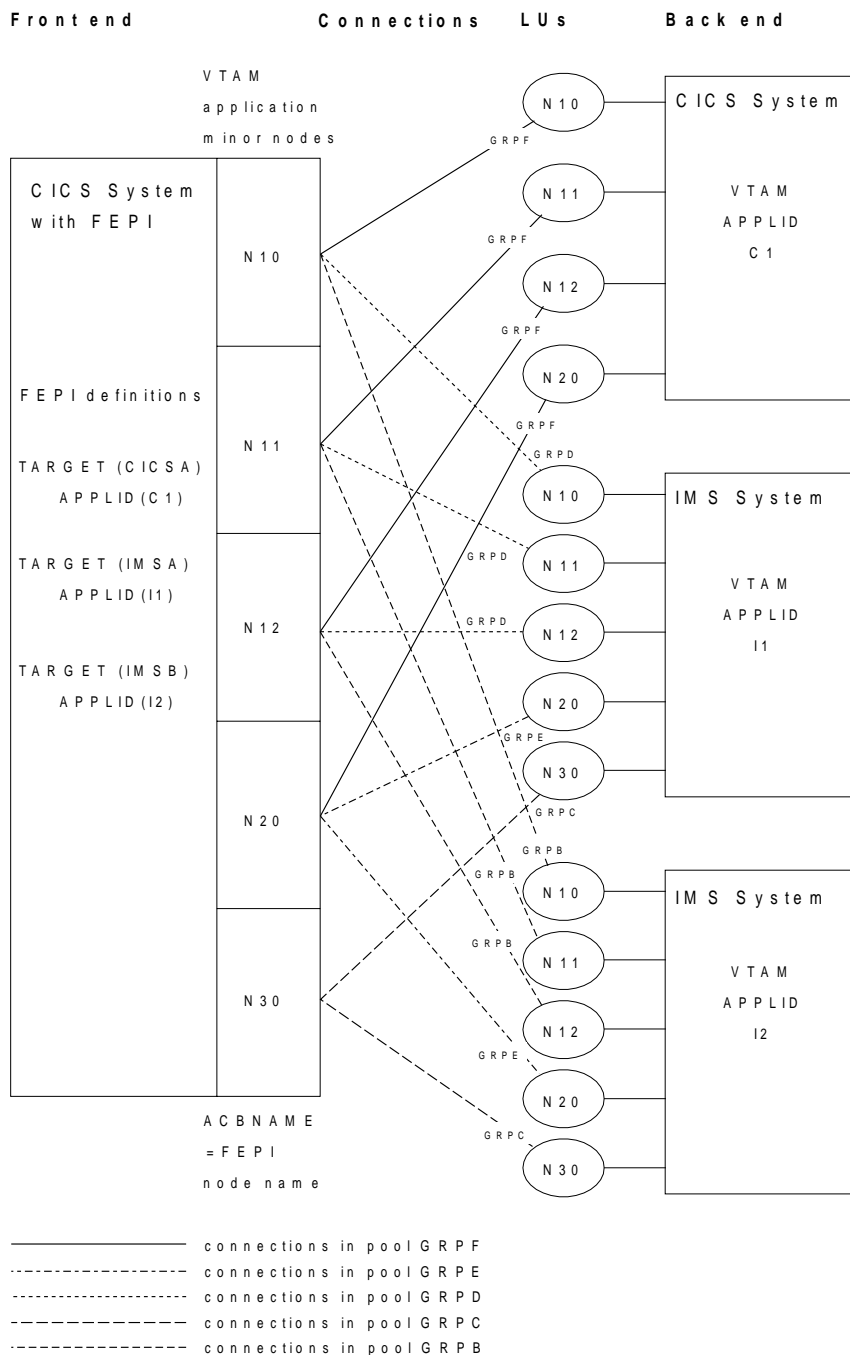 Front end Connections LUs Back end
VTAM
application
minor nodes
CICS System
with FEPI
FEPI definitions
TARGET (CICSA)
APPLID(C1)
TARGET (IMSA)
APPLID(I1)
TARGET (IMSB)
APPLID(I2)
N10
N11
N12
N20
N30
ACBNAME
=FEPI
node name
GRPF
GRPF
GRPF
GRPF
GRPD
GRPD
GRPD
GRPE
GRPC
GRPB
GRPB
GRPB
GRPE
GRPC
N10
N11
N12
N20
N10
N11
N12
N20
N30
N10
N11
N12
N20
N30
CICS System
VTAM
APPLID
C1
IMS System
VTAM
APPLID
I1
IMS System
VTAM
APPLID
I2
connections in pool GRPF
connections in pool GRPE
connections in pool GRPD
connections in pool GRPC
connections in pool GRPB